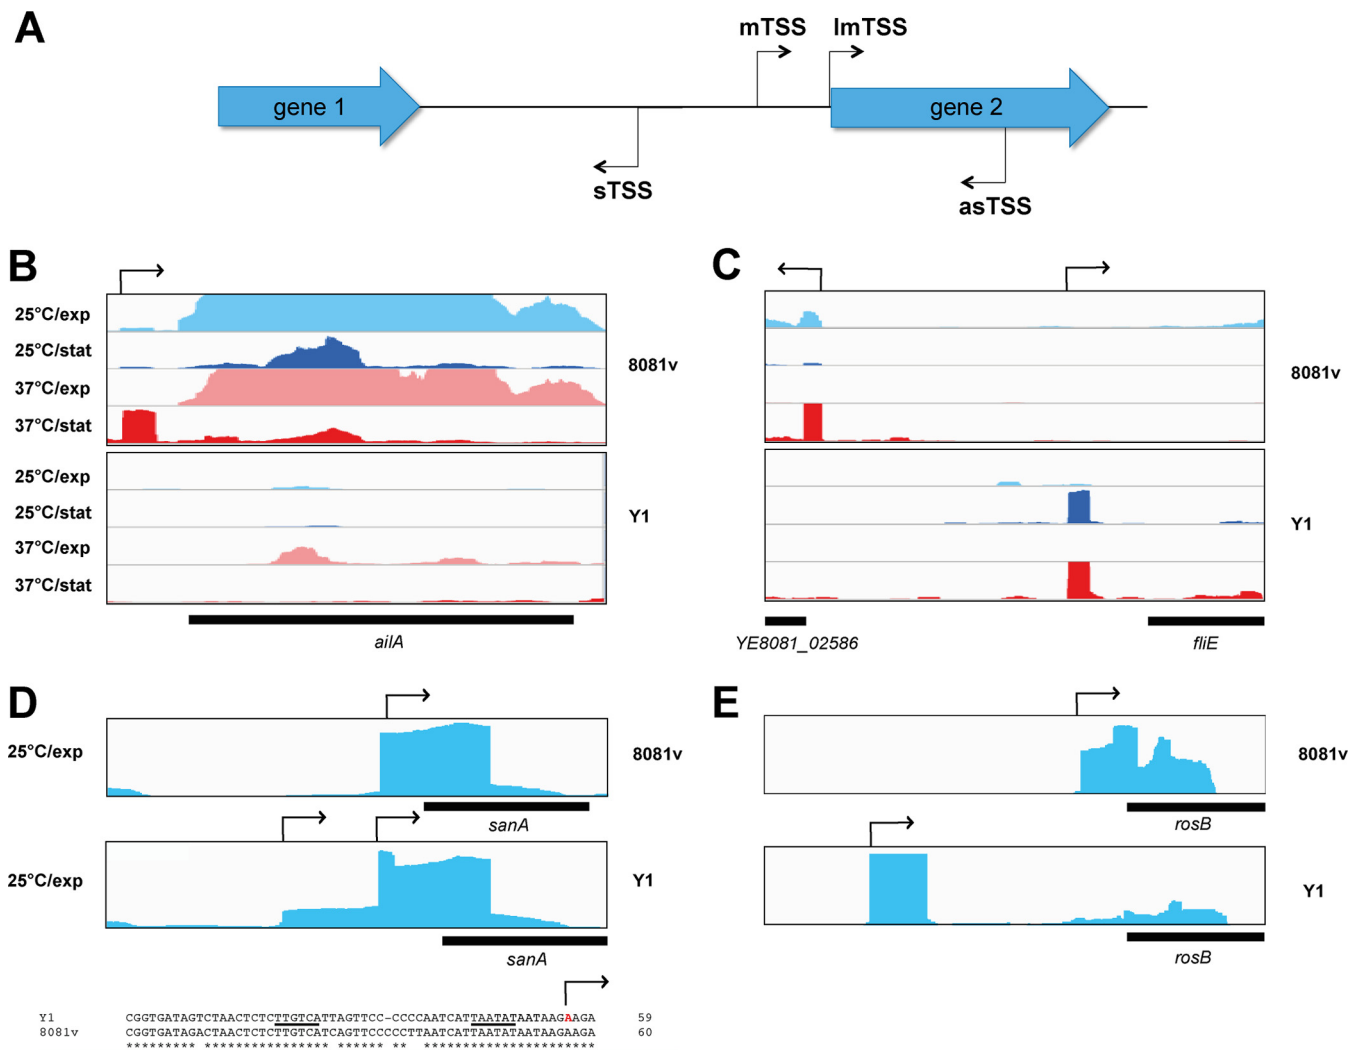 A
mTSS
lmTSS
gene 1
gene 2
sTSS
asTSS
B
25°C/exp
25°C/stat
37°C/exp
37°C/stat
8081v
25°C/exp
25°C/stat
37°C/exp
37°C/stat
Y1
ailA
C
8081v
Y1
YE8081_02586
fliE
D
25°C/exp
8081v
sanA
25°C/exp
Y1
sanA
Y1 CGGTGATAGTCTAACTCTCTTGTCATTAGTTCC-CCCCAATCATTAATATAATAAGAAGA 59
8081v CGGTGATAGACTAACTCTCTTGTCATCAGTTCCCCCTTAATCATTAATATAATAAGAAGA 60
********* **************** ****** **  **********************
E
8081v
rosB
Y1
rosB